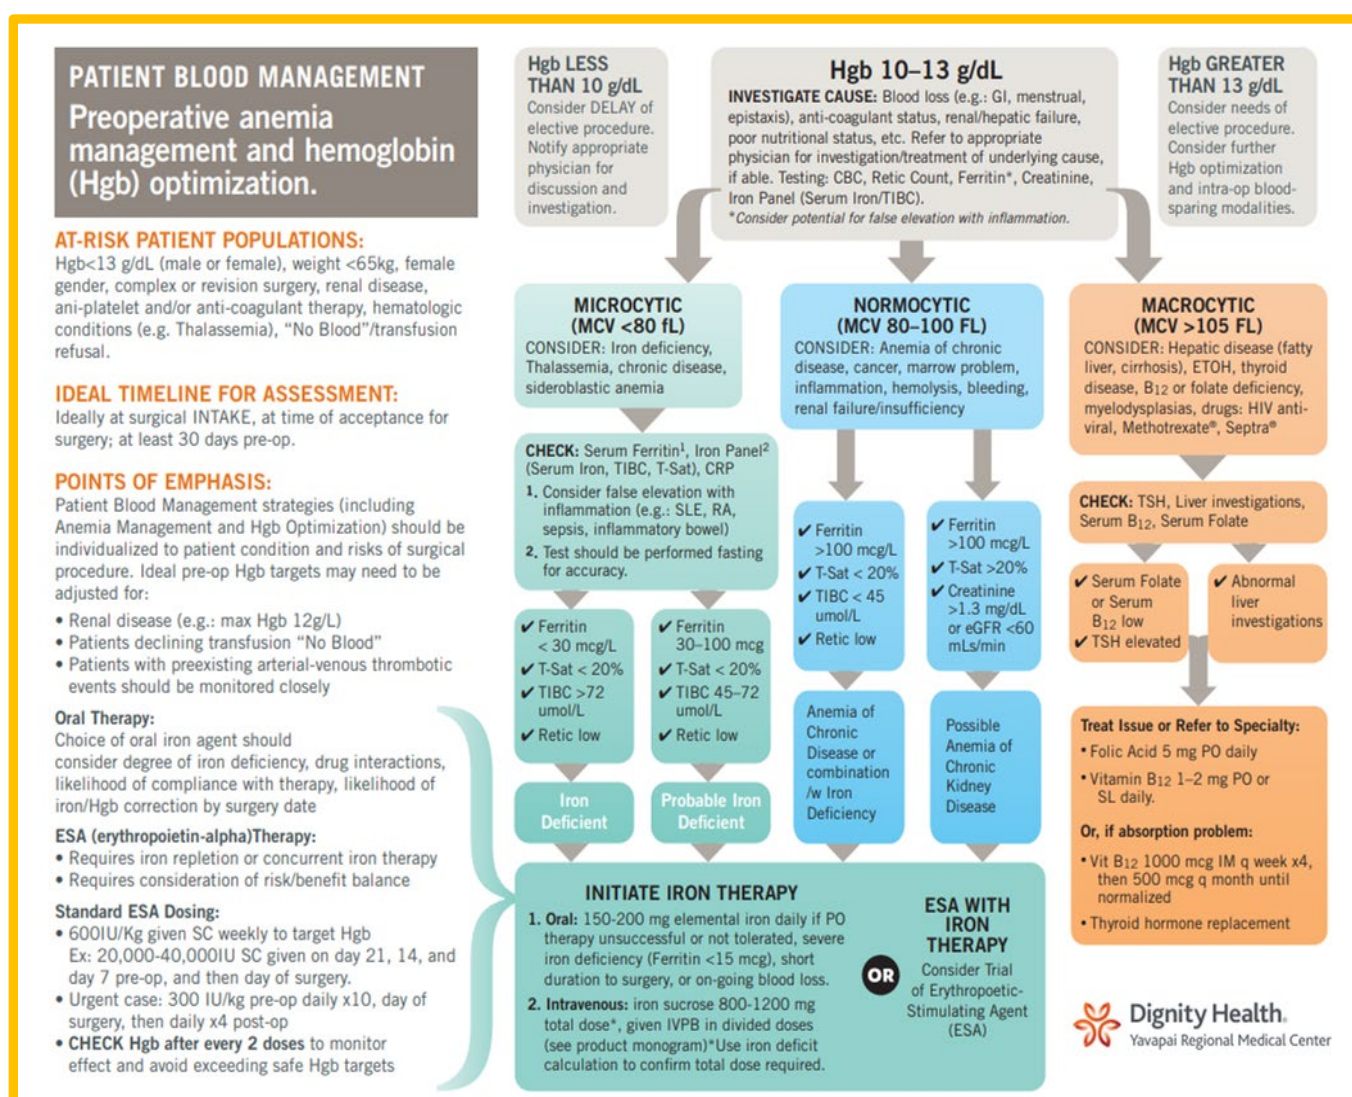 PATIENT BLOOD MANAGEMENT
Preoperative anemia
management and hemoglobin
(Hgb) optimization.
AT-RISK PATIENT POPULATIONS:
Hgb<13 g/dL (male or female), weight <65kg, female
gender, complex or revision surgery, renal disease,
ani-platelet and/or anti-coagulant therapy, hematologic
conditions (e.g. Thalassemia), “No Blood”/transfusion
refusal.
IDEAL TIMELINE FOR ASSESSMENT:
Ideally at surgical INTAKE, at time of acceptance for
surgery; at least 30 days pre-op.
POINTS OF EMPHASIS:
Patient Blood Management strategies (including
Anemia Management and Hgb Optimization) should be
individualized to patient condition and risks of surgical
procedure. Ideal pre-op Hgb targets may need to be
adjusted for:
• Renal disease (e.g.: max Hgb 12g/L)
• Patients declining transfusion “No Blood”
• Patients with preexisting arterial-venous thrombotic
events should be monitored closely
Oral Therapy:
Choice of oral iron agent should
consider degree of iron deficiency, drug interactions,
likelihood of compliance with therapy, likelihood of
iron/Hgb correction by surgery date
ESA (erythropoietin-alpha)Therapy:
• Requires iron repletion or concurrent iron therapy
• Requires consideration of risk/benefit balance
Standard ESA Dosing:
• 600IU/Kg given SC weekly to target Hgb
Ex: 20,000-40,000IU SC given on day 21, 14, and
day 7 pre-op, and then day of surgery.
• Urgent case: 300 IU/kg pre-op daily x10, day of
surgery, then daily x4 post-op
• CHECK Hgb after every 2 doses to monitor
effect and avoid exceeding safe Hgb targets
Hgb LESS
THAN 10 g/dL
Consider DELAY of
elective procedure.
Notify appropriate
physician for
discussion and
investigation.
Hgb 10–13 g/dL
INVESTIGATE CAUSE: Blood loss (e.g.: GI, menstrual,
epistaxis), anti-coagulant status, renal/hepatic failure,
poor nutritional status, etc. Refer to appropriate
physician for investigation/treatment of underlying cause,
if able. Testing: CBC, Retic Count, Ferritin*, Creatinine,
Iron Panel (Serum Iron/TIBC).
*Consider potential for false elevation with inflammation.
Hgb GREATER
THAN 13 g/dL
Consider needs of
elective procedure.
Consider further
Hgb optimization
and intra-op blood-
sparing modalities.
MICROCYTIC
(MCV <80 fL)
CONSIDER: Iron deficiency,
Thalassemia, chronic disease,
sideroblastic anemia
CHECK: Serum Ferritin¹, Iron Panel²
(Serum Iron, TIBC, T-Sat), CRP
1. Consider false elevation with
inflammation (e.g.: SLE, RA,
sepsis, inflammatory bowel)
2. Test should be performed fasting
for accuracy.
✔ Ferritin
< 30 mcg/L
✔ T-Sat < 20%
✔ TIBC >72
umol/L
✔ Retic low
Iron
Deficient
✔ Ferritin
30–100 mcg
✔ T-Sat < 20%
✔ TIBC 45–72
umol/L
✔ Retic low
Probable Iron
Deficient
NORMOCYTIC
(MCV 80–100 FL)
CONSIDER: Anemia of chronic
disease, cancer, marrow problem,
inflammation, hemolysis, bleeding,
renal failure/insufficiency
✔ Ferritin
>100 mcg/L
✔ T-Sat < 20%
✔ TIBC < 45
umol/L
✔ Retic low
Anemia of
Chronic
Disease or
combination
/w Iron
Deficiency
✔ Ferritin
>100 mcg/L
✔ T-Sat >20%
✔ Creatinine
>1.3 mg/dL
or eGFR <60
mLs/min
Possible
Anemia of
Chronic
Kidney
Disease
MACROCYTIC
(MCV >105 FL)
CONSIDER: Hepatic disease (fatty
liver, cirrhosis), ETOH, thyroid
disease, B12 or folate deficiency,
myelodysplasias, drugs: HIV anti-
viral, Methotrexate®, Septra®
CHECK: TSH, Liver investigations,
Serum B12, Serum Folate
✔ Serum Folate
or Serum
B12 low
✔ TSH elevated
✔ Abnormal
liver
investigations
Treat Issue or Refer to Specialty:
• Folic Acid 5 mg PO daily
• Vitamin B12 1–2 mg PO or
SL daily.
Or, if absorption problem:
• Vit B12 1000 mcg IM q week x4,
then 500 mcg q month until
normalized
• Thyroid hormone replacement
INITIATE IRON THERAPY
1. Oral: 150-200 mg elemental iron daily if PO
therapy unsuccessful or not tolerated, severe
iron deficiency (Ferritin <15 mcg), short
duration to surgery, or on-going blood loss.
2. Intravenous: iron sucrose 800-1200 mg
total dose*, given IVPB in divided doses
(see product monogram)*Use iron deficit
calculation to confirm total dose required.
OR
ESA WITH
IRON
THERAPY
Consider Trial
of Erythropoetic-
Stimulating Agent
(ESA)
Dignity Health.
Yavapai Regional Medical Center